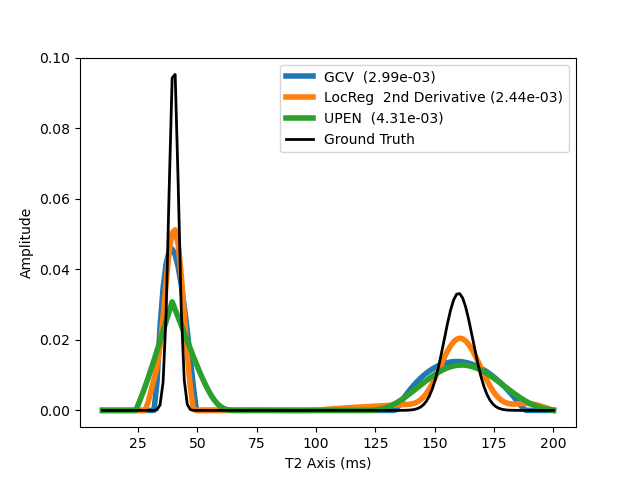 0.10
0.08
0.06
0.04
0.02
0.00
Amplitude
GCV  (2.99e-03)
LocReg  2nd Derivative (2.44e-03)
UPEN  (4.31e-03)
Ground Truth
25 50 75 100 125 150 175 200
T2 Axis (ms)